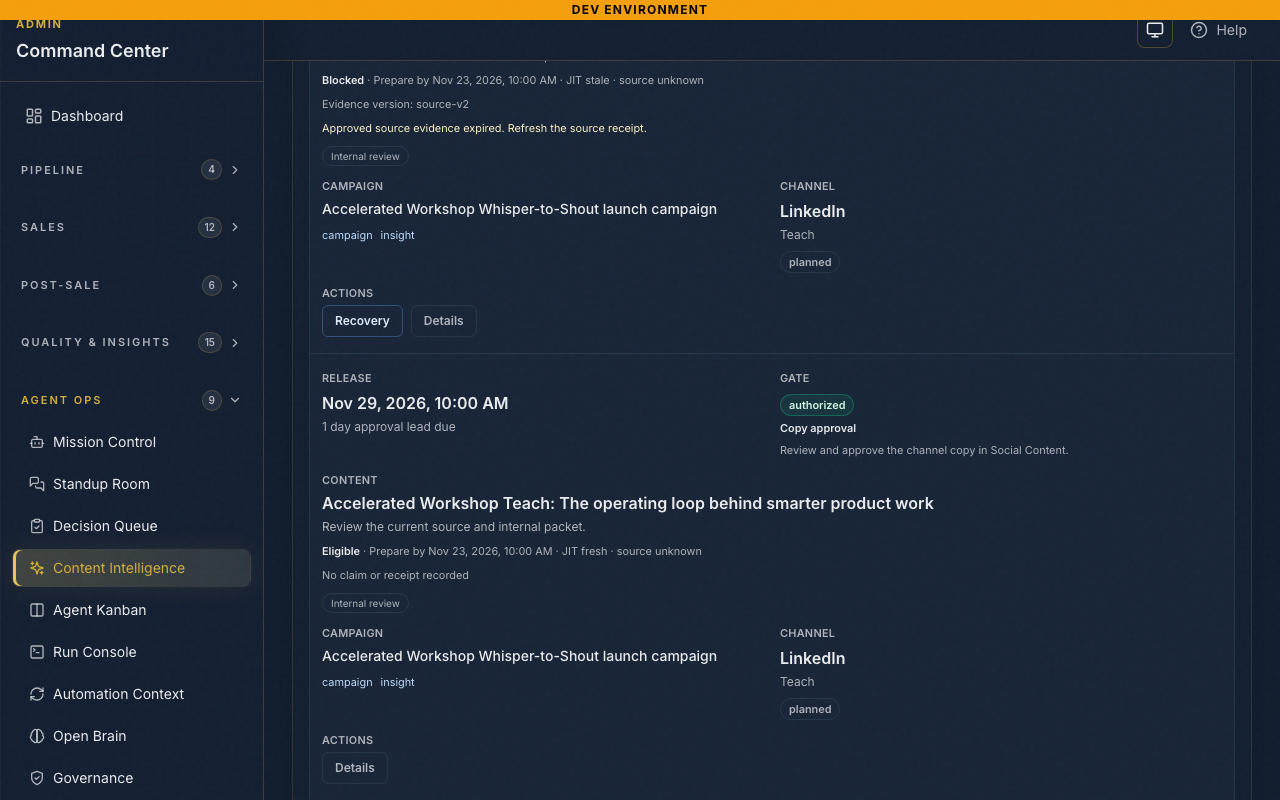 DEV ENVIRONMENT
ADMIN
Command Center
Help
Dashboard
PIPELINE 4
SALES 12
POST-SALE 6
QUALITY & INSIGHTS 15
AGENT OPS 9
Mission Control
Standup Room
Decision Queue
Content Intelligence
Agent Kanban
Run Console
Automation Context
Open Brain
Governance
Blocked · Prepare by Nov 23, 2026, 10:00 AM · JIT stale · source unknown
Evidence version: source-v2
Approved source evidence expired. Refresh the source receipt.
Internal review
CAMPAIGN
Accelerated Workshop Whisper-to-Shout launch campaign
campaign insight
CHANNEL
LinkedIn
Teach
planned
ACTIONS
Recovery Details
RELEASE
Nov 29, 2026, 10:00 AM
1 day approval lead due
GATE
authorized
Copy approval
Review and approve the channel copy in Social Content.
CONTENT
Accelerated Workshop Teach: The operating loop behind smarter product work
Review the current source and internal packet.
Eligible · Prepare by Nov 23, 2026, 10:00 AM · JIT fresh · source unknown
No claim or receipt recorded
Internal review
CAMPAIGN
Accelerated Workshop Whisper-to-Shout launch campaign
campaign insight
CHANNEL
LinkedIn
Teach
planned
ACTIONS
Details